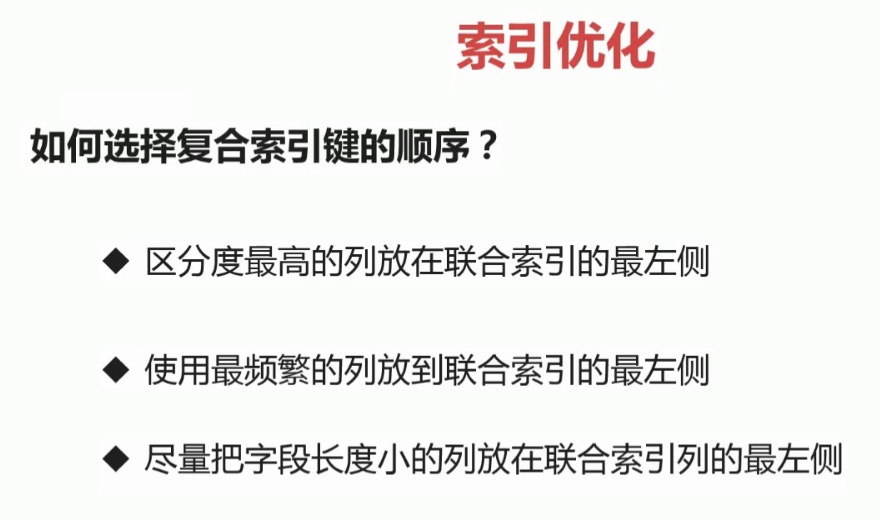 索引优化
如何选择复合索引键的顺序？
◆ 区分度最高的列放在联合索引的最左侧
◆ 使用最频繁的列放到联合索引的最左侧
◆ 尽量把字段长度小的列放在联合索引列的最左侧